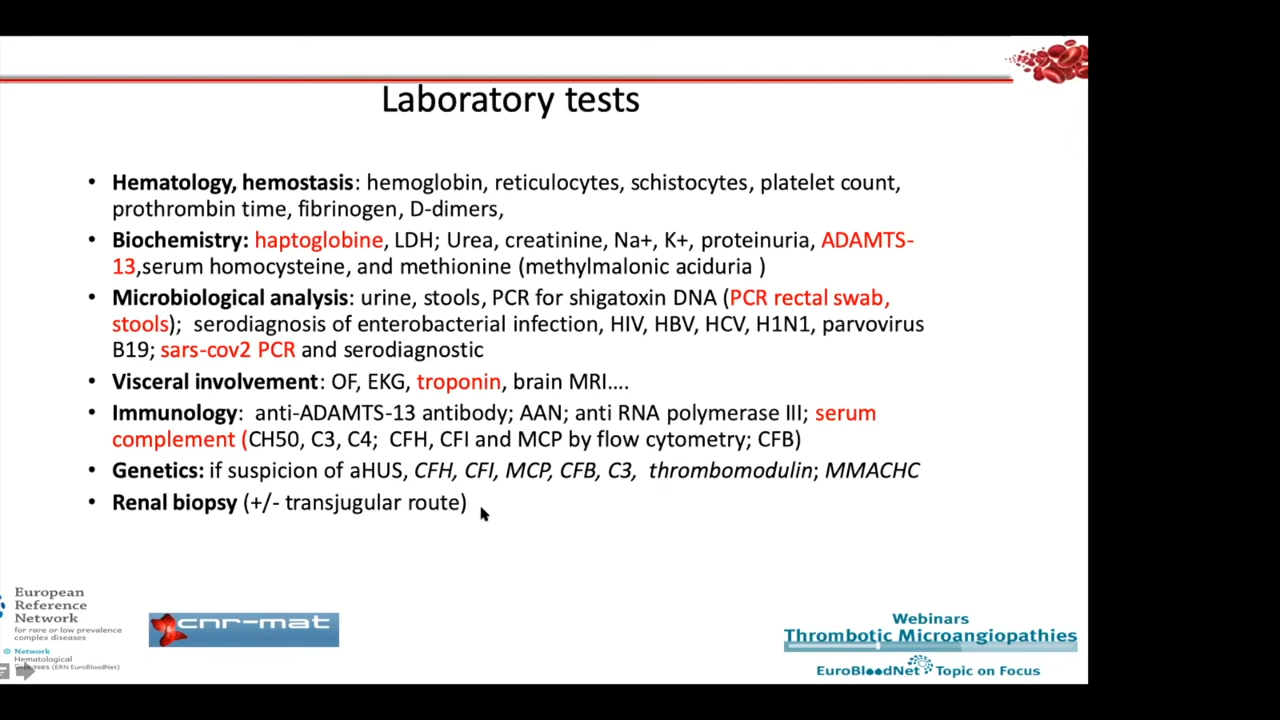 Laboratory tests
• Hematology, hemostasis: hemoglobin, reticulocytes, schistocytes, platelet count,
prothrombin time, fibrinogen, D-dimers,
• Biochemistry: haptoglobine, LDH; Urea, creatinine, Na+, K+, proteinuria, ADAMTS-
13,serum homocysteine, and methionine (methylmalonic aciduria )
• Microbiological analysis: urine, stools, PCR for shigatoxin DNA (PCR rectal swab,
stools); serodiagnosis of enterobacterial infection, HIV, HBV, HCV, H1N1, parvovirus
B19; sars-cov2 PCR and serodiagnostic
• Visceral involvement: OF, EKG, troponin, brain MRI....
• Immunology: anti-ADAMTS-13 antibody; AAN; anti RNA polymerase III; serum
complement (CH50, C3, C4; CFH, CFI and MCP by flow cytometry; CFB)
• Genetics: if suspicion of aHUS, CFH, CFI, MCP, CFB, C3, thrombomodulin; MMACHC
• Renal biopsy (+/- transjugular route)
European
Reference
Network
for rare or low prevalence
complex diseases
Network
Hematological
Diseases (ERN EuroBloodNet)
cnr-mat
Webinars
Thrombotic Microangiopathies
EuroBloodNet Topic on Focus